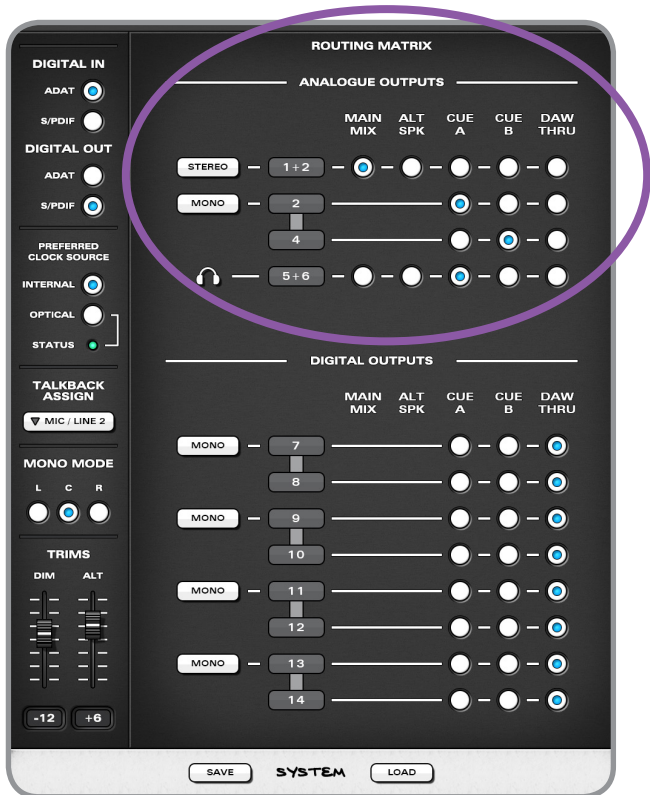 DIGITAL IN
ADAT
S/PDIF
DIGITAL OUT
ADAT
S/PDIF
PREFERRED
CLOCK SOURCE
INTERNAL
OPTICAL
STATUS
TALKBACK
ASSIGN
MIC / LINE 2
MONO MODE
L C R
TRIMS
DIM ALT
-12 +6
ROUTING MATRIX
ANALOGUE OUTPUTS
MAIN MIX ALT SPK CUE A CUE B DAW THRU
STEREO 1+2
MONO 2
4
5+6
DIGITAL OUTPUTS
MAIN MIX ALT SPK CUE A CUE B DAW THRU
MONO 7
8
MONO 9
10
MONO 11
12
MONO 13
14
SAVE SYSTEM LOAD